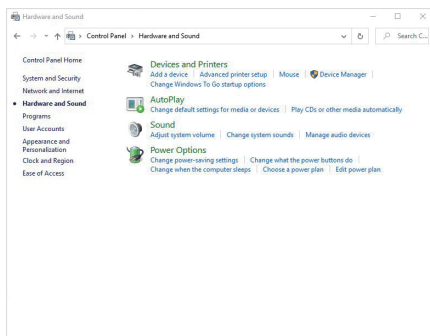 Hardware and Sound
Control Panel > Hardware and Sound
Search C...
Control Panel Home
System and Security
Network and Internet
Hardware and Sound
Programs
User Accounts
Appearance and
Personalization
Clock and Region
Ease of Access
Devices and Printers
Add a device | Advanced printer setup | Mouse | Device Manager |
Change Windows To Go startup options
AutoPlay
Change default settings for media or devices | Play CDs or other media automatically
Sound
Adjust system volume | Change system sounds | Manage audio devices
Power Options
Change power-saving settings | Change what the power buttons do |
Change when the computer sleeps | Choose a power plan | Edit power plan